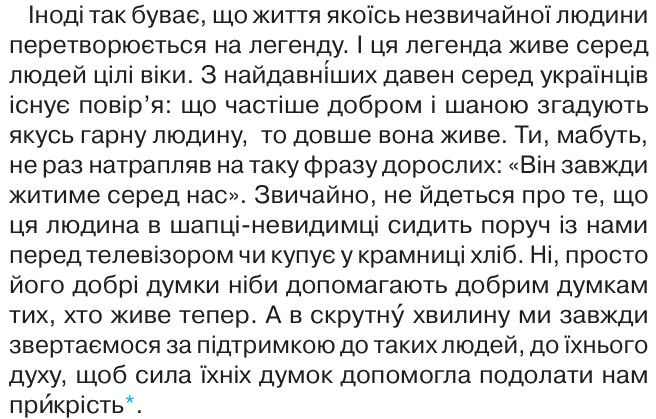 Іноді так буває, що життя якоїсь незвичайної людини
перетворюється на легенду. І ця легенда живе серед
людей цілі віки. З найдавні́ших давен серед українців
існує повір’я: що частіше добром і шаною згадують
якусь гарну людину, то довше вона живе. Ти, мабуть,
не раз натрапляв на таку фразу дорослих: «Він завжди
житиме серед нас». Звичайно, не йдеться про те, що
ця людина в шапці-невидимці сидить поруч із нами
перед телевізором чи купує у крамниці хліб. Ні, просто
його добрі думки ніби допомагають добрим думкам
тих, хто живе тепер. А в скрутну́ хвилину ми завжди
звертаємося за підтримкою до таких людей, до їхнього
духу, щоб сила їхніх думок допомогла подолати нам
при́крість*.